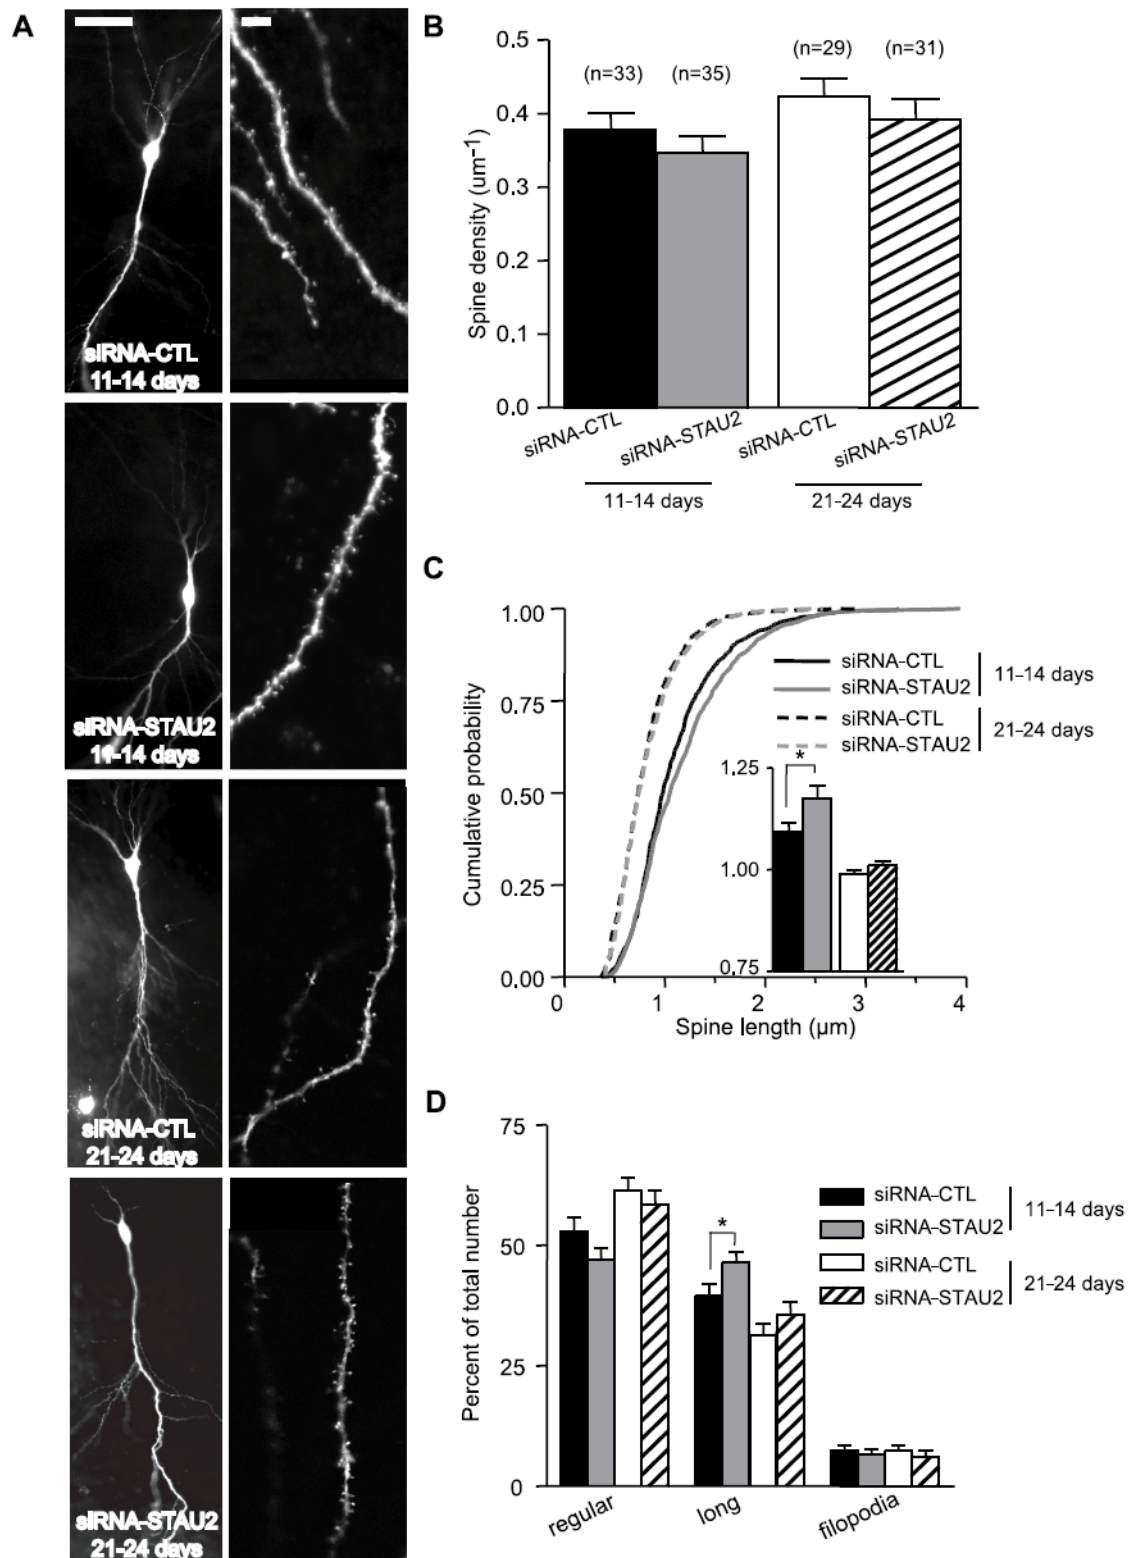 A
siRNA-CTL
11-14 days
siRNA-STAU2
11-14 days
siRNA-CTL
21-24 days
siRNA-STAU2
21-24 days
B
0.5
0.4
0.3
0.2
0.1
0.0
Spine density (um-1)
(n=33)
(n=35)
(n=29)
(n=31)
siRNA-CTL
siRNA-STAU2
siRNA-CTL
siRNA-STAU2
11-14 days
21-24 days
C
1.00
0.75
0.50
0.25
0.00
Cumulative probability
0
1
2
3
4
Spine length (µm)
siRNA-CTL
siRNA-STAU2
11-14 days
siRNA-CTL
siRNA-STAU2
21-24 days
1.25
1.00
0.75
*
D
75
50
25
0
Percent of total number
*
siRNA-CTL
siRNA-STAU2
11-14 days
siRNA-CTL
siRNA-STAU2
21-24 days
regular
long
filopodia